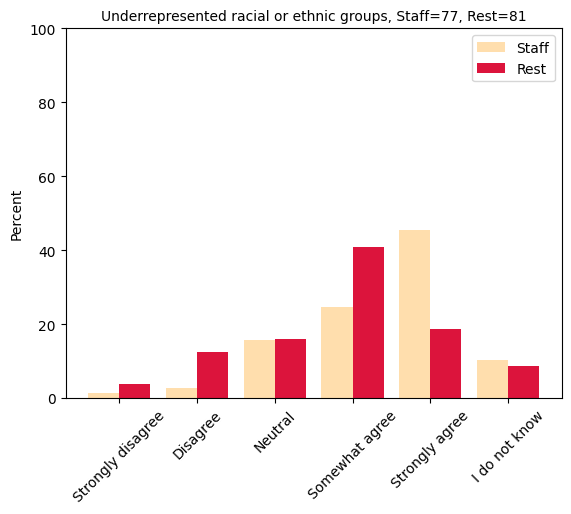 Underrepresented racial or ethnic groups, Staff=77, Rest=81
100
80
60
40
20
0
Percent
Staff
Rest
Strongly disagree
Disagree
Neutral
Somewhat agree
Strongly agree
I do not know